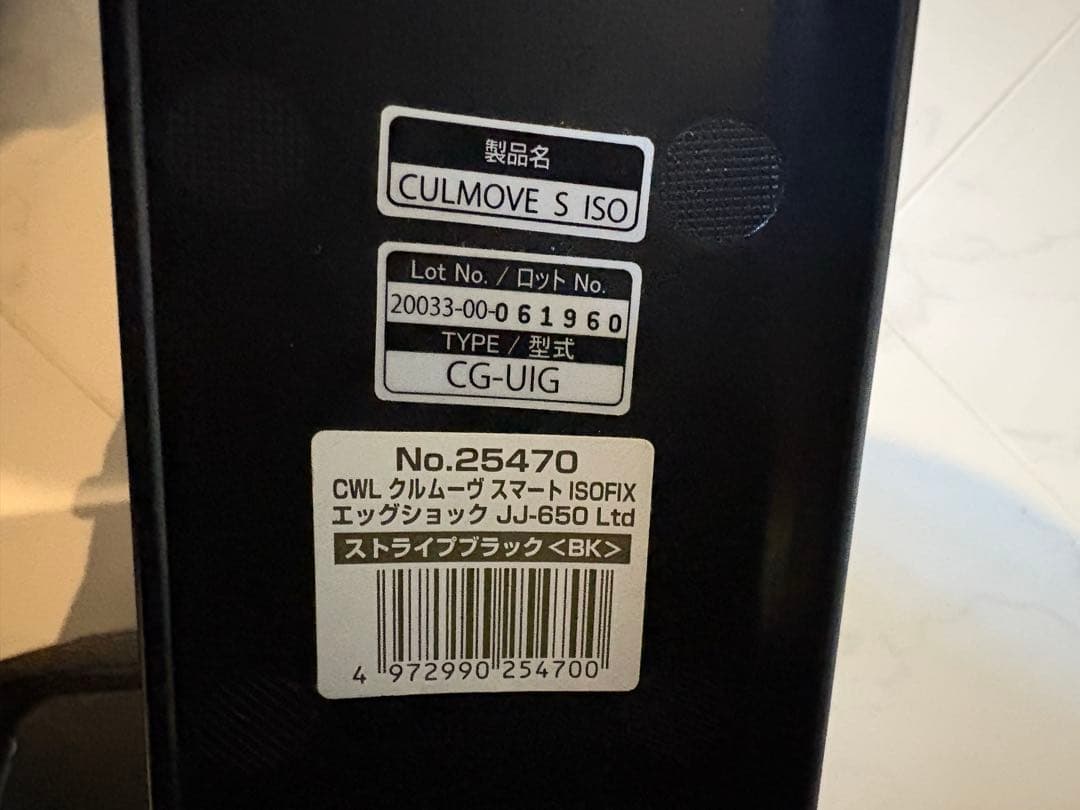 製品名
CULMOVE S ISO
Lot No. / ロット No.
20033-00-061960
TYPE / 型式
CG-UIG
No.25470
CWL クルムーヴ スマート ISOFIX
エッグショック JJ-650 Ltd
ストライプブラック<BK>
4 972990 254700